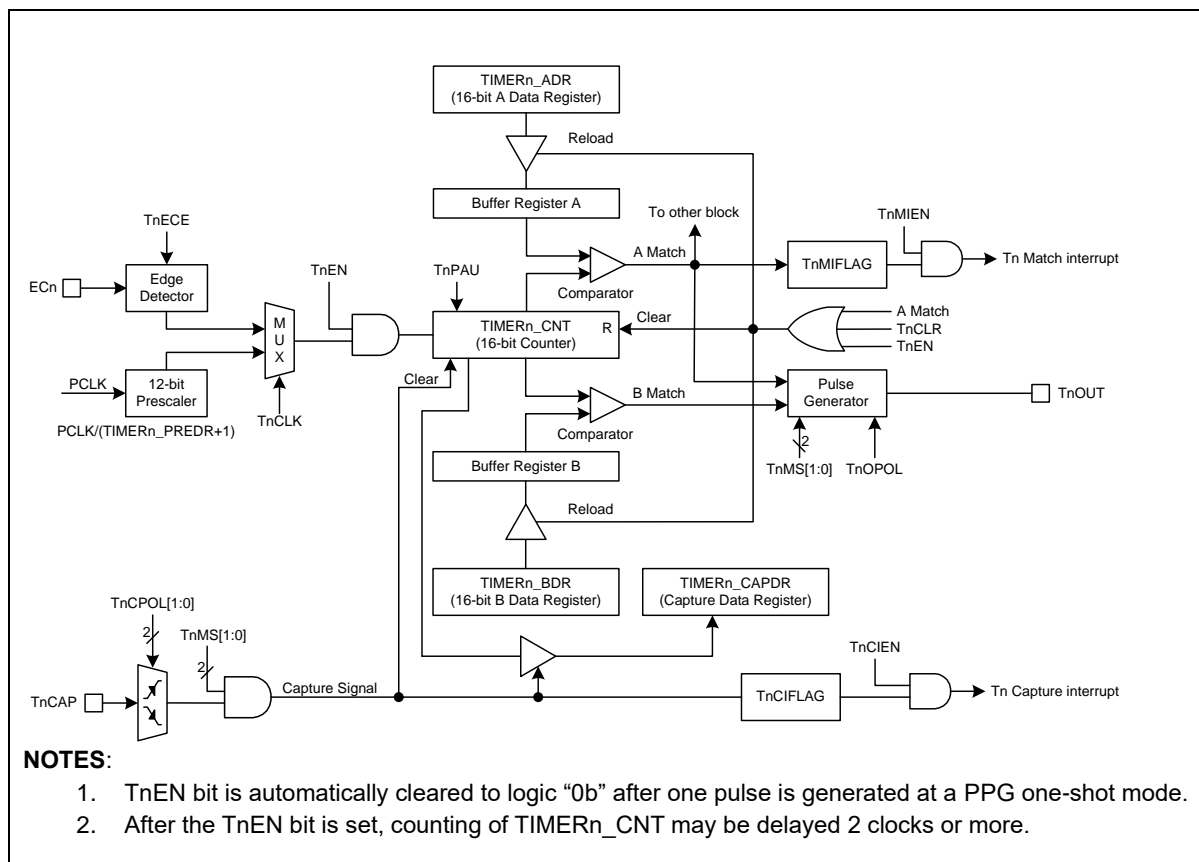 TIMERn_ADR
(16-bit A Data Register)
Reload
Buffer Register A
To other block
TnECE
TnMIEN
A Match
TnMIFLAG
Tn Match interrupt
Edge
Detector
ECn
TnEN
TnPAU
Comparator
M
U
X
TIMERn_CNT
(16-bit Counter)
R
Clear
A Match
TnCLR
TnEN
PCLK
12-bit
Prescaler
Clear
TnCLK
B Match
Pulse
Generator
TnOUT
PCLK/(TIMERn_PREDR+1)
Comparator
2
Buffer Register B
TnMS[1:0]
TnOPOL
Reload
TIMERn_BDR
(16-bit B Data Register)
TIMERn_CAPDR
(Capture Data Register)
TnCPOL[1:0]
2
TnMS[1:0]
2
TnCIEN
TnCAP
Capture Signal
TnCIFLAG
Tn Capture interrupt
NOTES:
1. TnEN bit is automatically cleared to logic “0b” after one pulse is generated at a PPG one-shot mode.
2. After the TnEN bit is set, counting of TIMERn_CNT may be delayed 2 clocks or more.